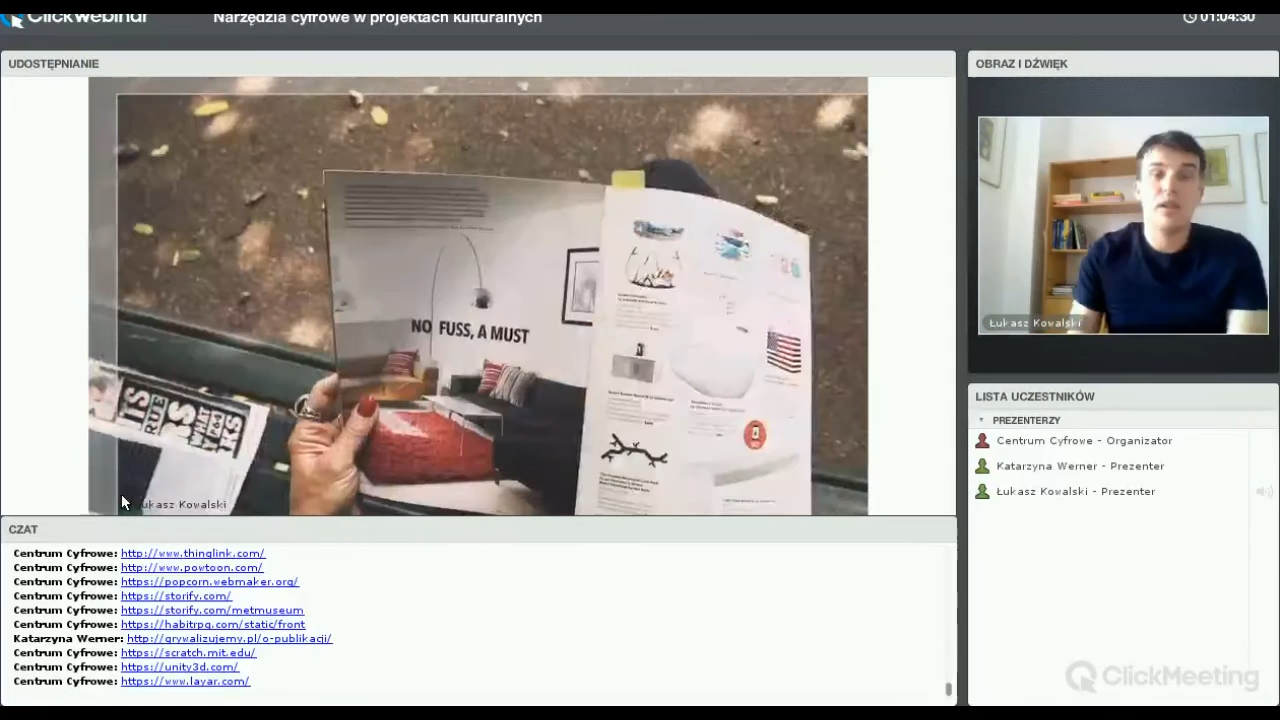 ClickWebinar
Narzędzia cyfrowe w projektach kulturalnych
01:04:30
UDOSTĘPNIANIE
OBRAZ I DŹWIĘK
NO FUSS, A MUST
IS
Łukasz Kowalski
Łukasz Kowalski
LISTA UCZESTNIKÓW
PREZENTERZY
Centrum Cyfrowe - Organizator
Katarzyna Werner - Prezenter
Łukasz Kowalski - Prezenter
CZAT
Centrum Cyfrowe: http://www.thinglink.com/
Centrum Cyfrowe: http://www.powtoon.com/
Centrum Cyfrowe: https://popcorn.webmaker.org/
Centrum Cyfrowe: https://storify.com/
Centrum Cyfrowe: https://storify.com/metmuseum
Centrum Cyfrowe: https://habitrpg.com/static/front
Katarzyna Werner: http://grywalizujemy.pl/o-publikacji/
Centrum Cyfrowe: https://scratch.mit.edu/
Centrum Cyfrowe: https://unity3d.com/
Centrum Cyfrowe: https://www.layar.com/
ClickMeeting